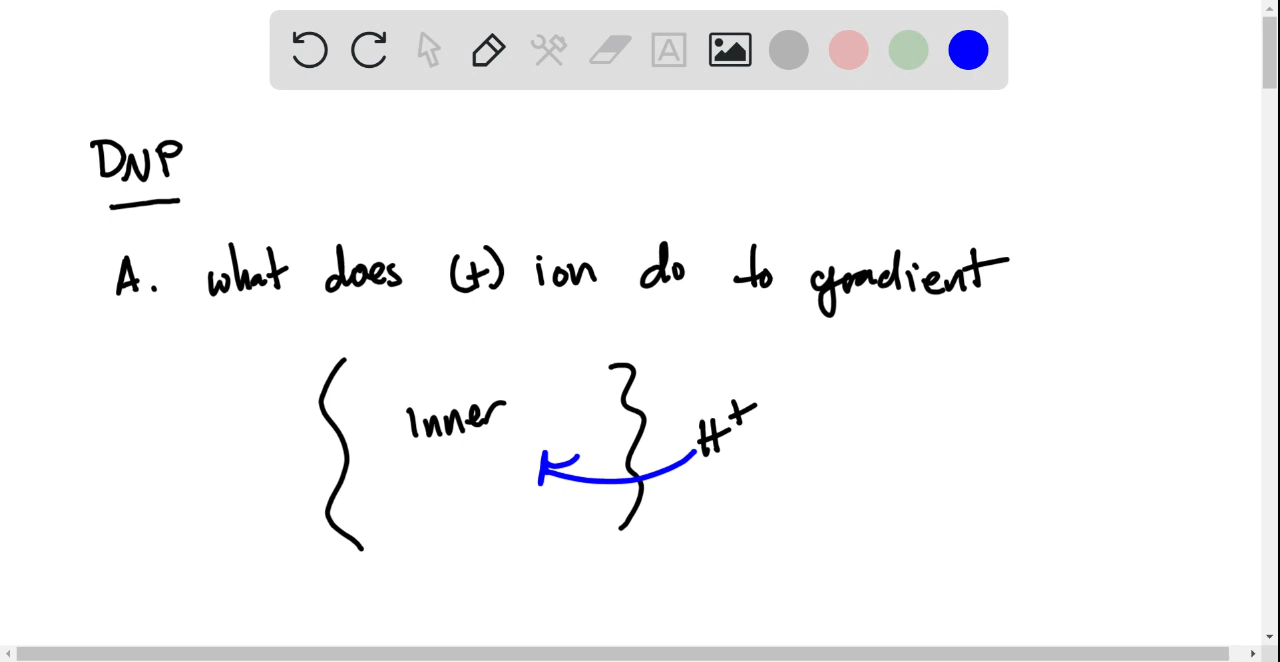 DNP
A. what does (+) ion do to gradient
Inner
H+